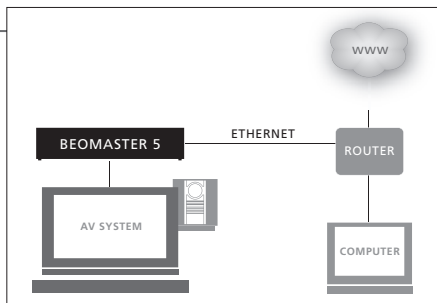 WWW
ETHERNET
BEOMASTER 5
ROUTER
AV SYSTEM
COMPUTER